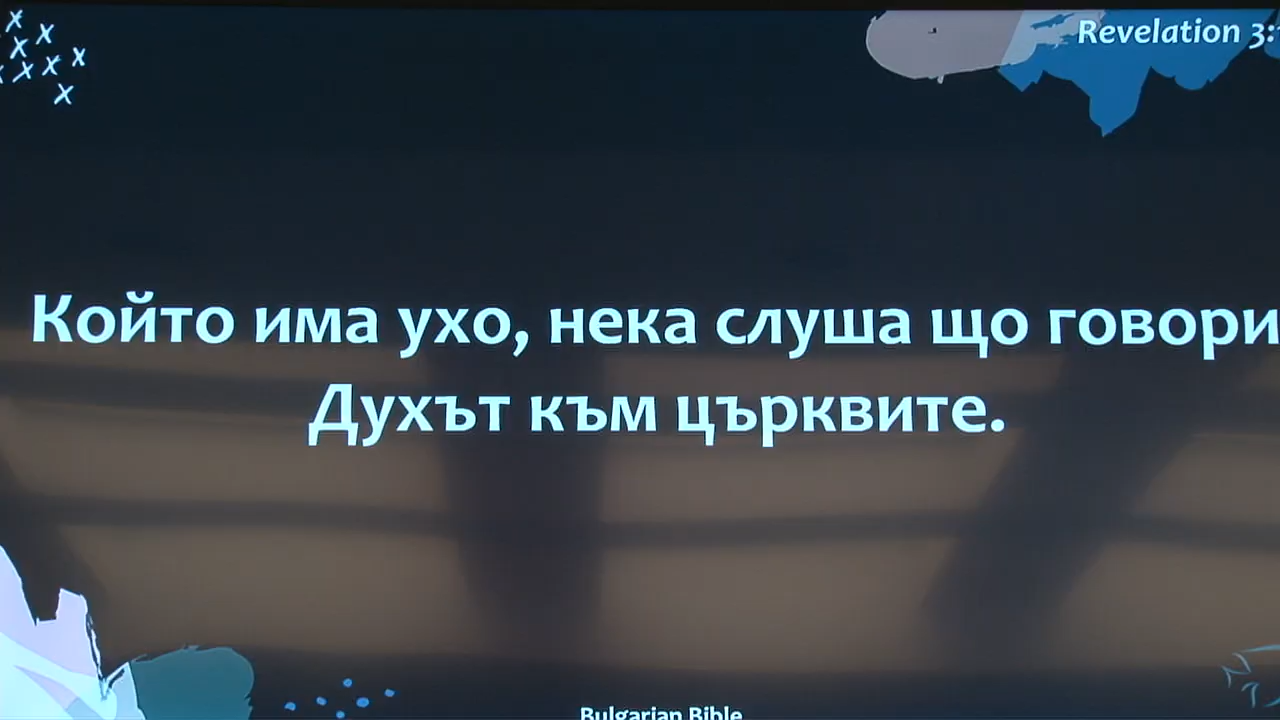 Revelation 3:
Който има ухо, нека слуша що говори
Духът към църквите.
Bulgarian Bible